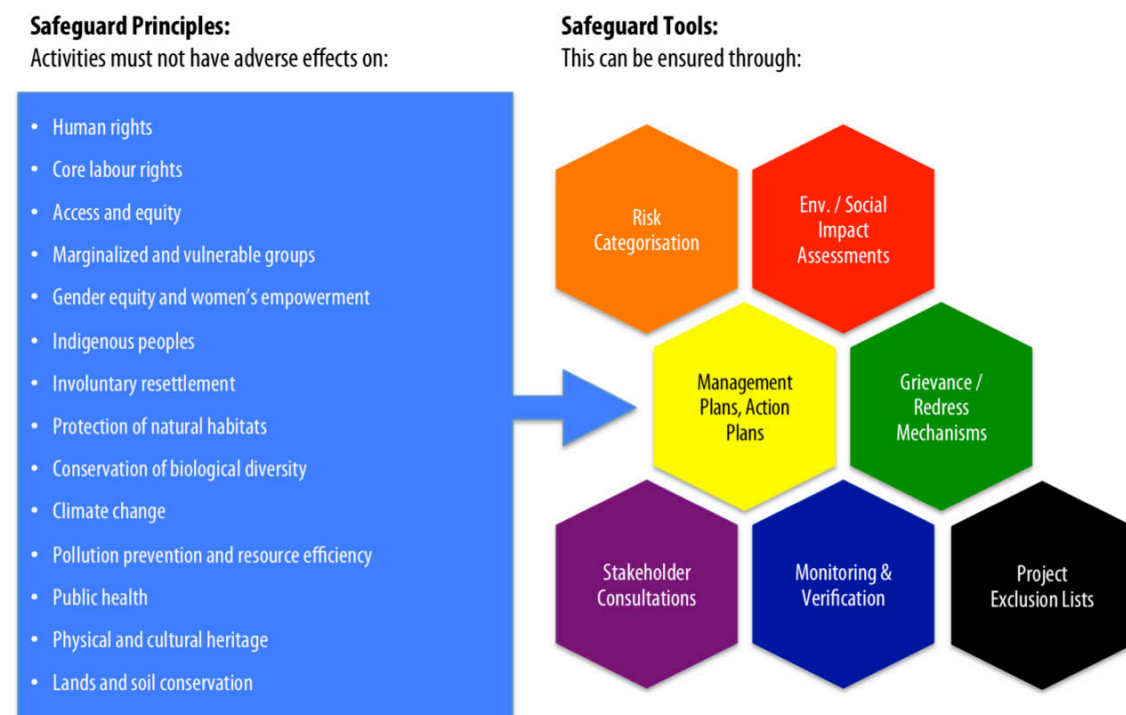 Safeguard Principles:
Activities must not have adverse effects on:
• Human rights
• Core labour rights
• Access and equity
• Marginalized and vulnerable groups
• Gender equity and women's empowerment
• Indigenous peoples
• Involuntary resettlement
• Protection of natural habitats
• Conservation of biological diversity
• Climate change
• Pollution prevention and resource efficiency
• Public health
• Physical and cultural heritage
• Lands and soil conservation
Safeguard Tools:
This can be ensured through:
Risk
Categorisation
Env. / Social
Impact
Assessments
Management
Plans, Action
Plans
Grievance /
Redress
Mechanisms
Stakeholder
Consultations
Monitoring &
Verification
Project
Exclusion Lists